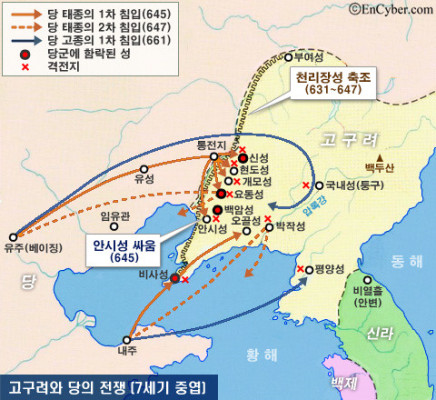 당 태종의 1차 침입(645)
당 태종의 2차 침입(647)
당 고종의 1차 침입(661)
당군에 함락된 성
격전지
©EnCyber.com
부여성
천리장성 축조
(631~647)
고구려
통전지
신성
현도성
개모성
백두산
유성
요동성
국내성(통구)
압록강
백암성
임유관
안시성
오골성
박작성
유주(베이징)
안시성 싸움
(645)
비사성
평양성
동해
당
비열홀
(안변)
내주
신라
황해
백제
고구려와 당의 전쟁(7세기 중엽)